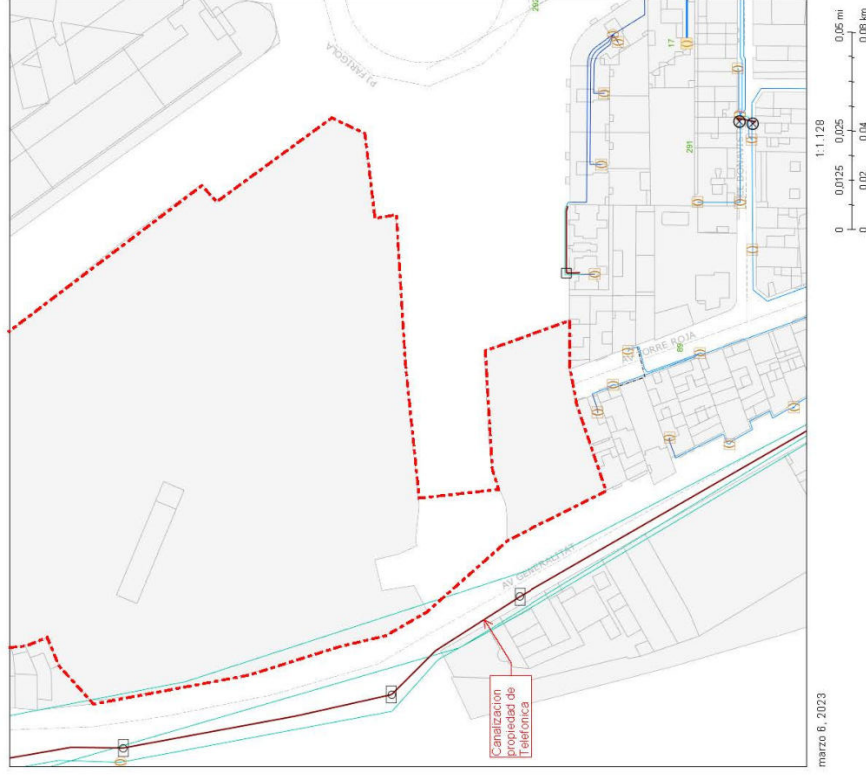 PJ FARIGOLA
17
291
AV TORRE ROJA
AV GENERALITAT
Canalizacion
propiedad de
Telefonica
marzo 6, 2023
1:1.128
0 0,0125 0,025 0,05 mi
0 0,02 0,04 0,08 km